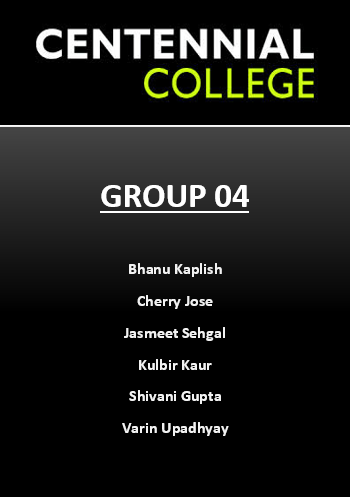 CENTENNIAL
COLLEGE
GROUP 04
Bhanu Kaplish
Cherry Jose
Jasmeet Sehgal
Kulbir Kaur
Shivani Gupta
Varin Upadhyay